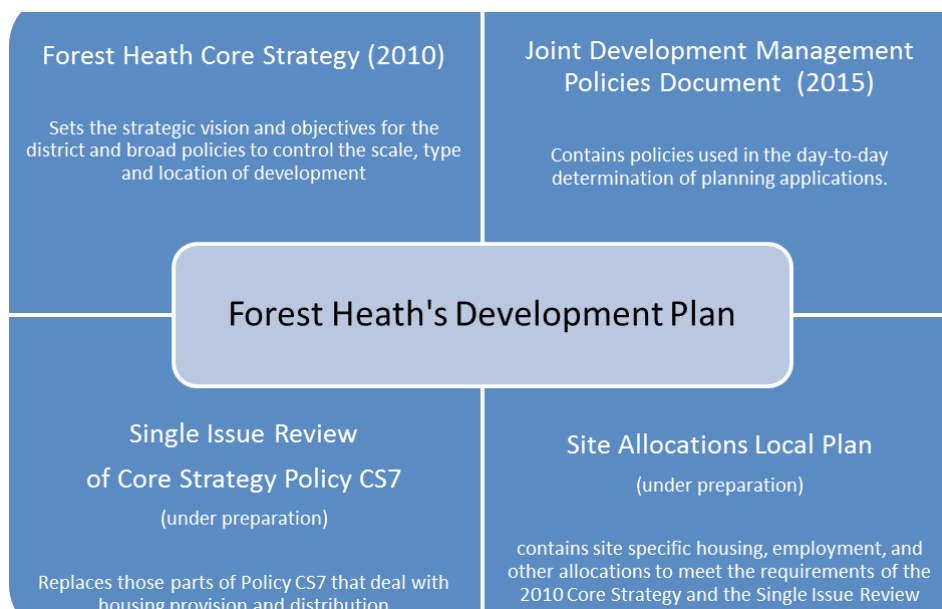 Forest Heath Core Strategy (2010)
Sets the strategic vision and objectives for the
district and broad policies to control the scale, type
and location of development
Joint Development Management
Policies Document (2015)
Contains policies used in the day-to-day
determination of planning applications.
Forest Heath's Development Plan
Single Issue Review
of Core Strategy Policy CS7
(under preparation)
Replaces those parts of Policy CS7 that deal with
housing provision and distribution
Site Allocations Local Plan
(under preparation)
contains site specific housing, employment, and
other allocations to meet the requirements of the
2010 Core Strategy and the Single Issue Review